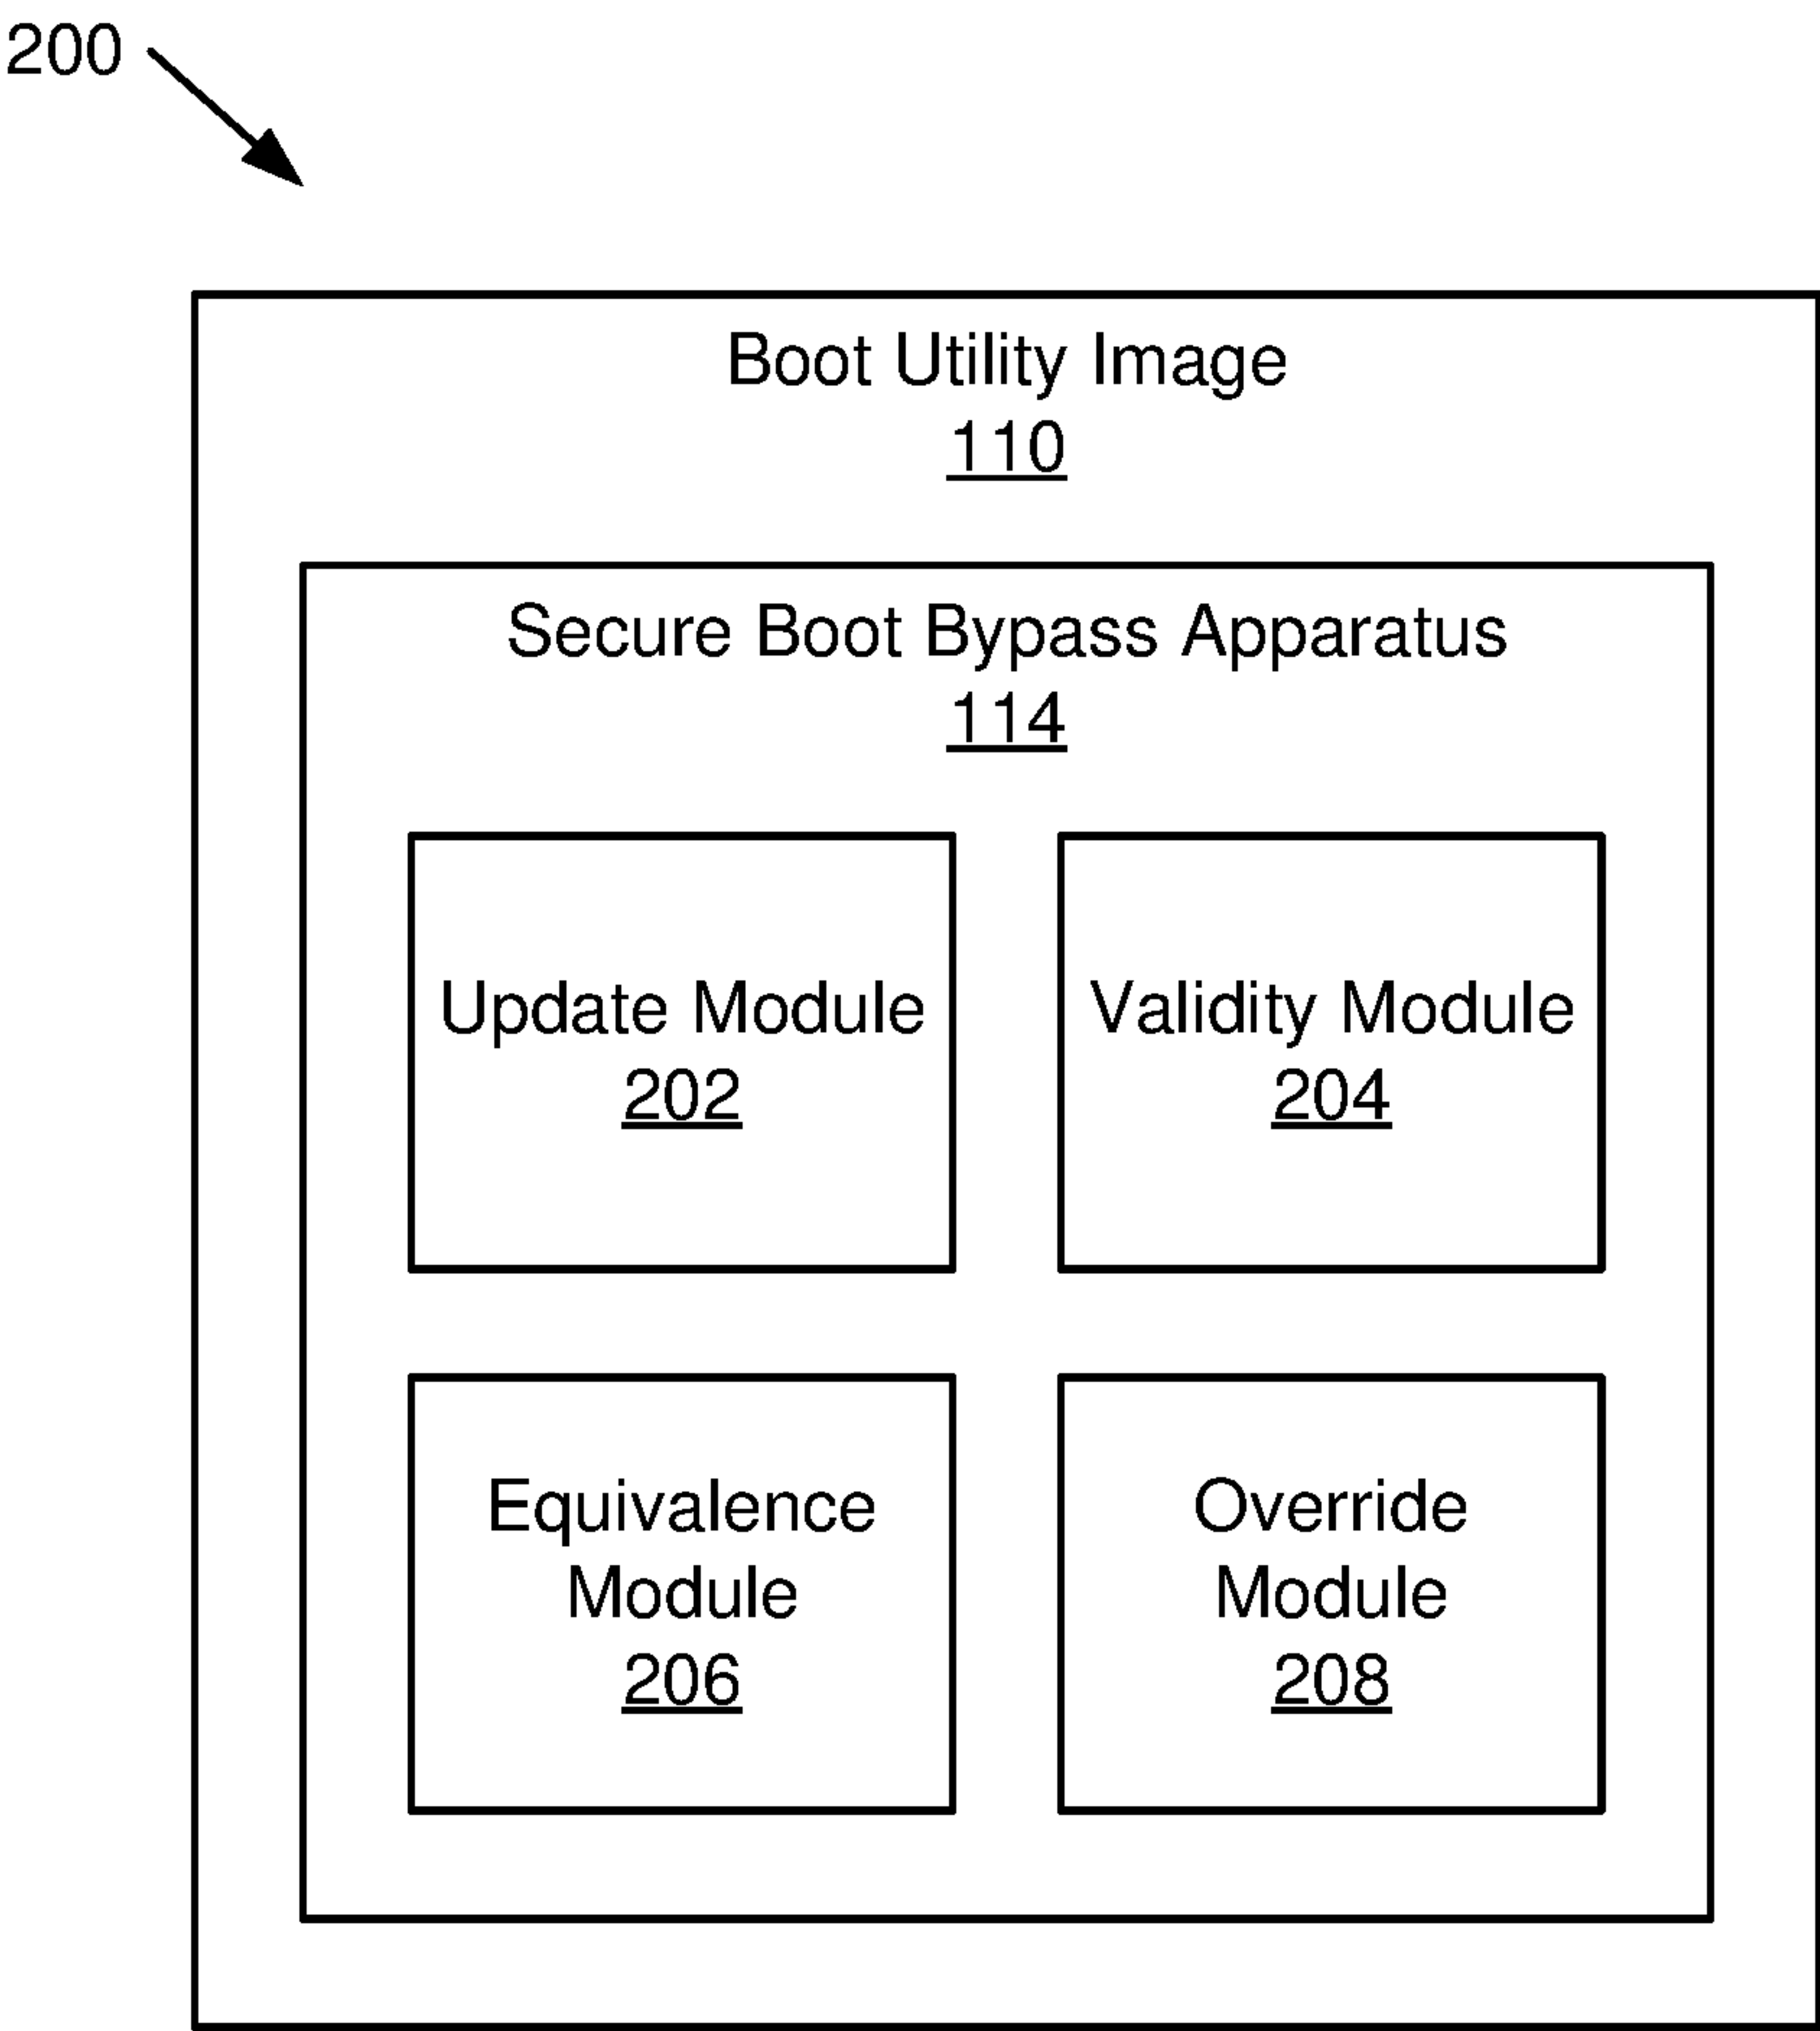 200
Boot Utility Image
110
Secure Boot Bypass Apparatus
114
Update Module
202
Validity Module
204
Equivalence
Module
206
Override
Module
208